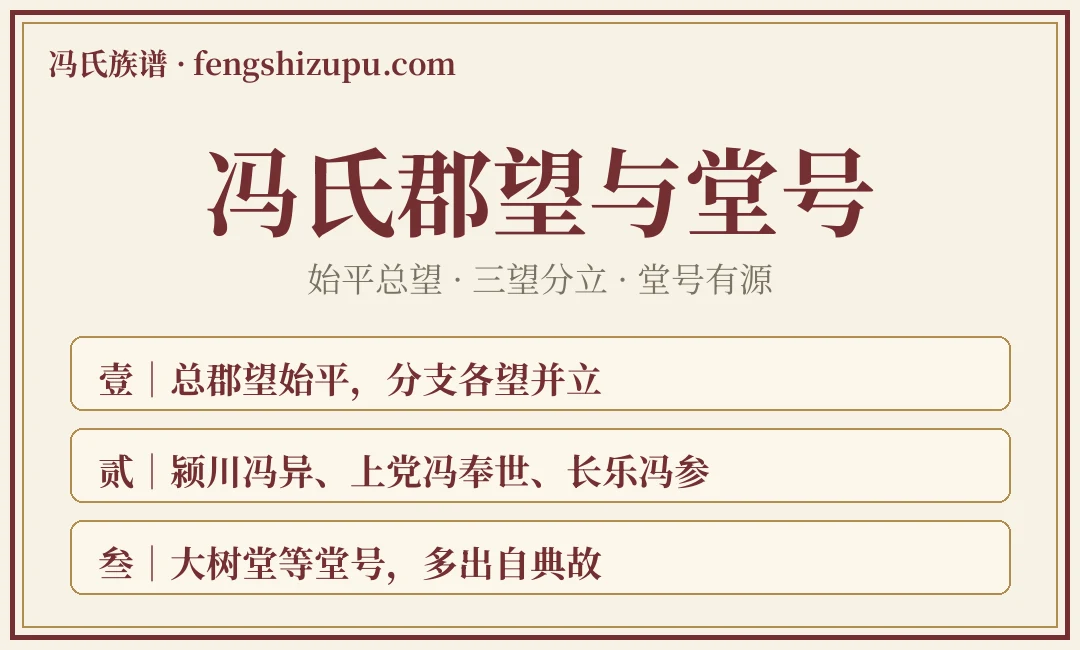 冯氏族谱 · fengshizupu.com
冯氏郡望与堂号
始平总望 · 三望分立 · 堂号有源
壹｜总郡望始平，分支各望并立
贰｜颍川冯异、上党冯奉世、长乐冯参
叁｜大树堂等堂号，多出自典故